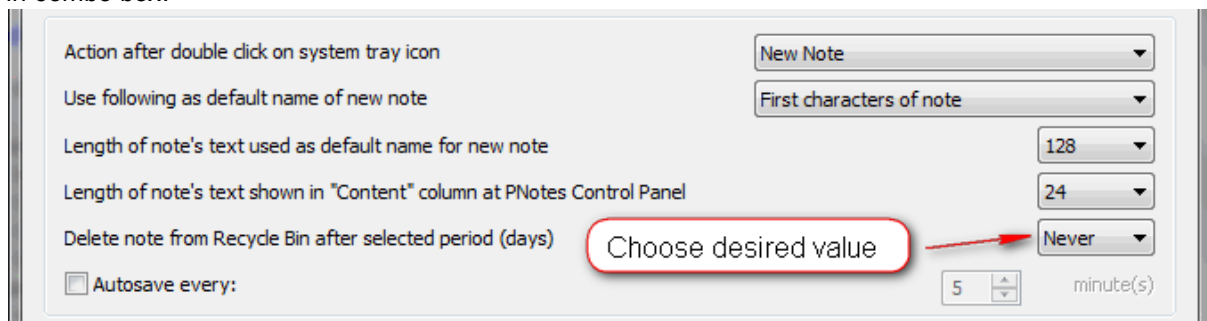 Action after double click on system tray icon New Note
Use following as default name of new note First characters of note
Length of note's text used as default name for new note 128
Length of note's text shown in "Content" column at PNotes Control Panel 24
Delete note from Recycle Bin after selected period (days) Choose desired value Never
Autosave every: 5 minute(s)